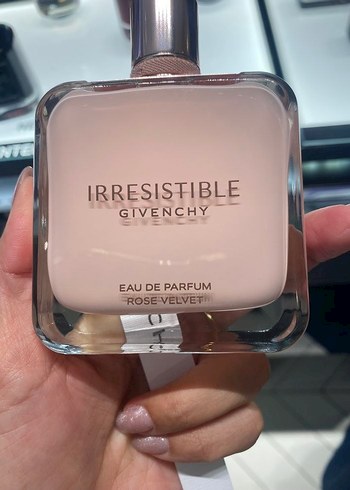 IRRESISTIBLE
GIVENCHY
EAU DE PARFUM
ROSE VELVET